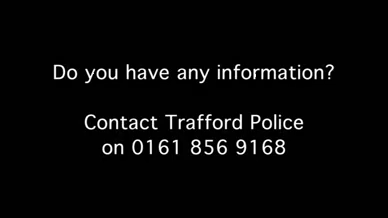 Do you have any information?
Contact Trafford Police
on 0161 856 9168